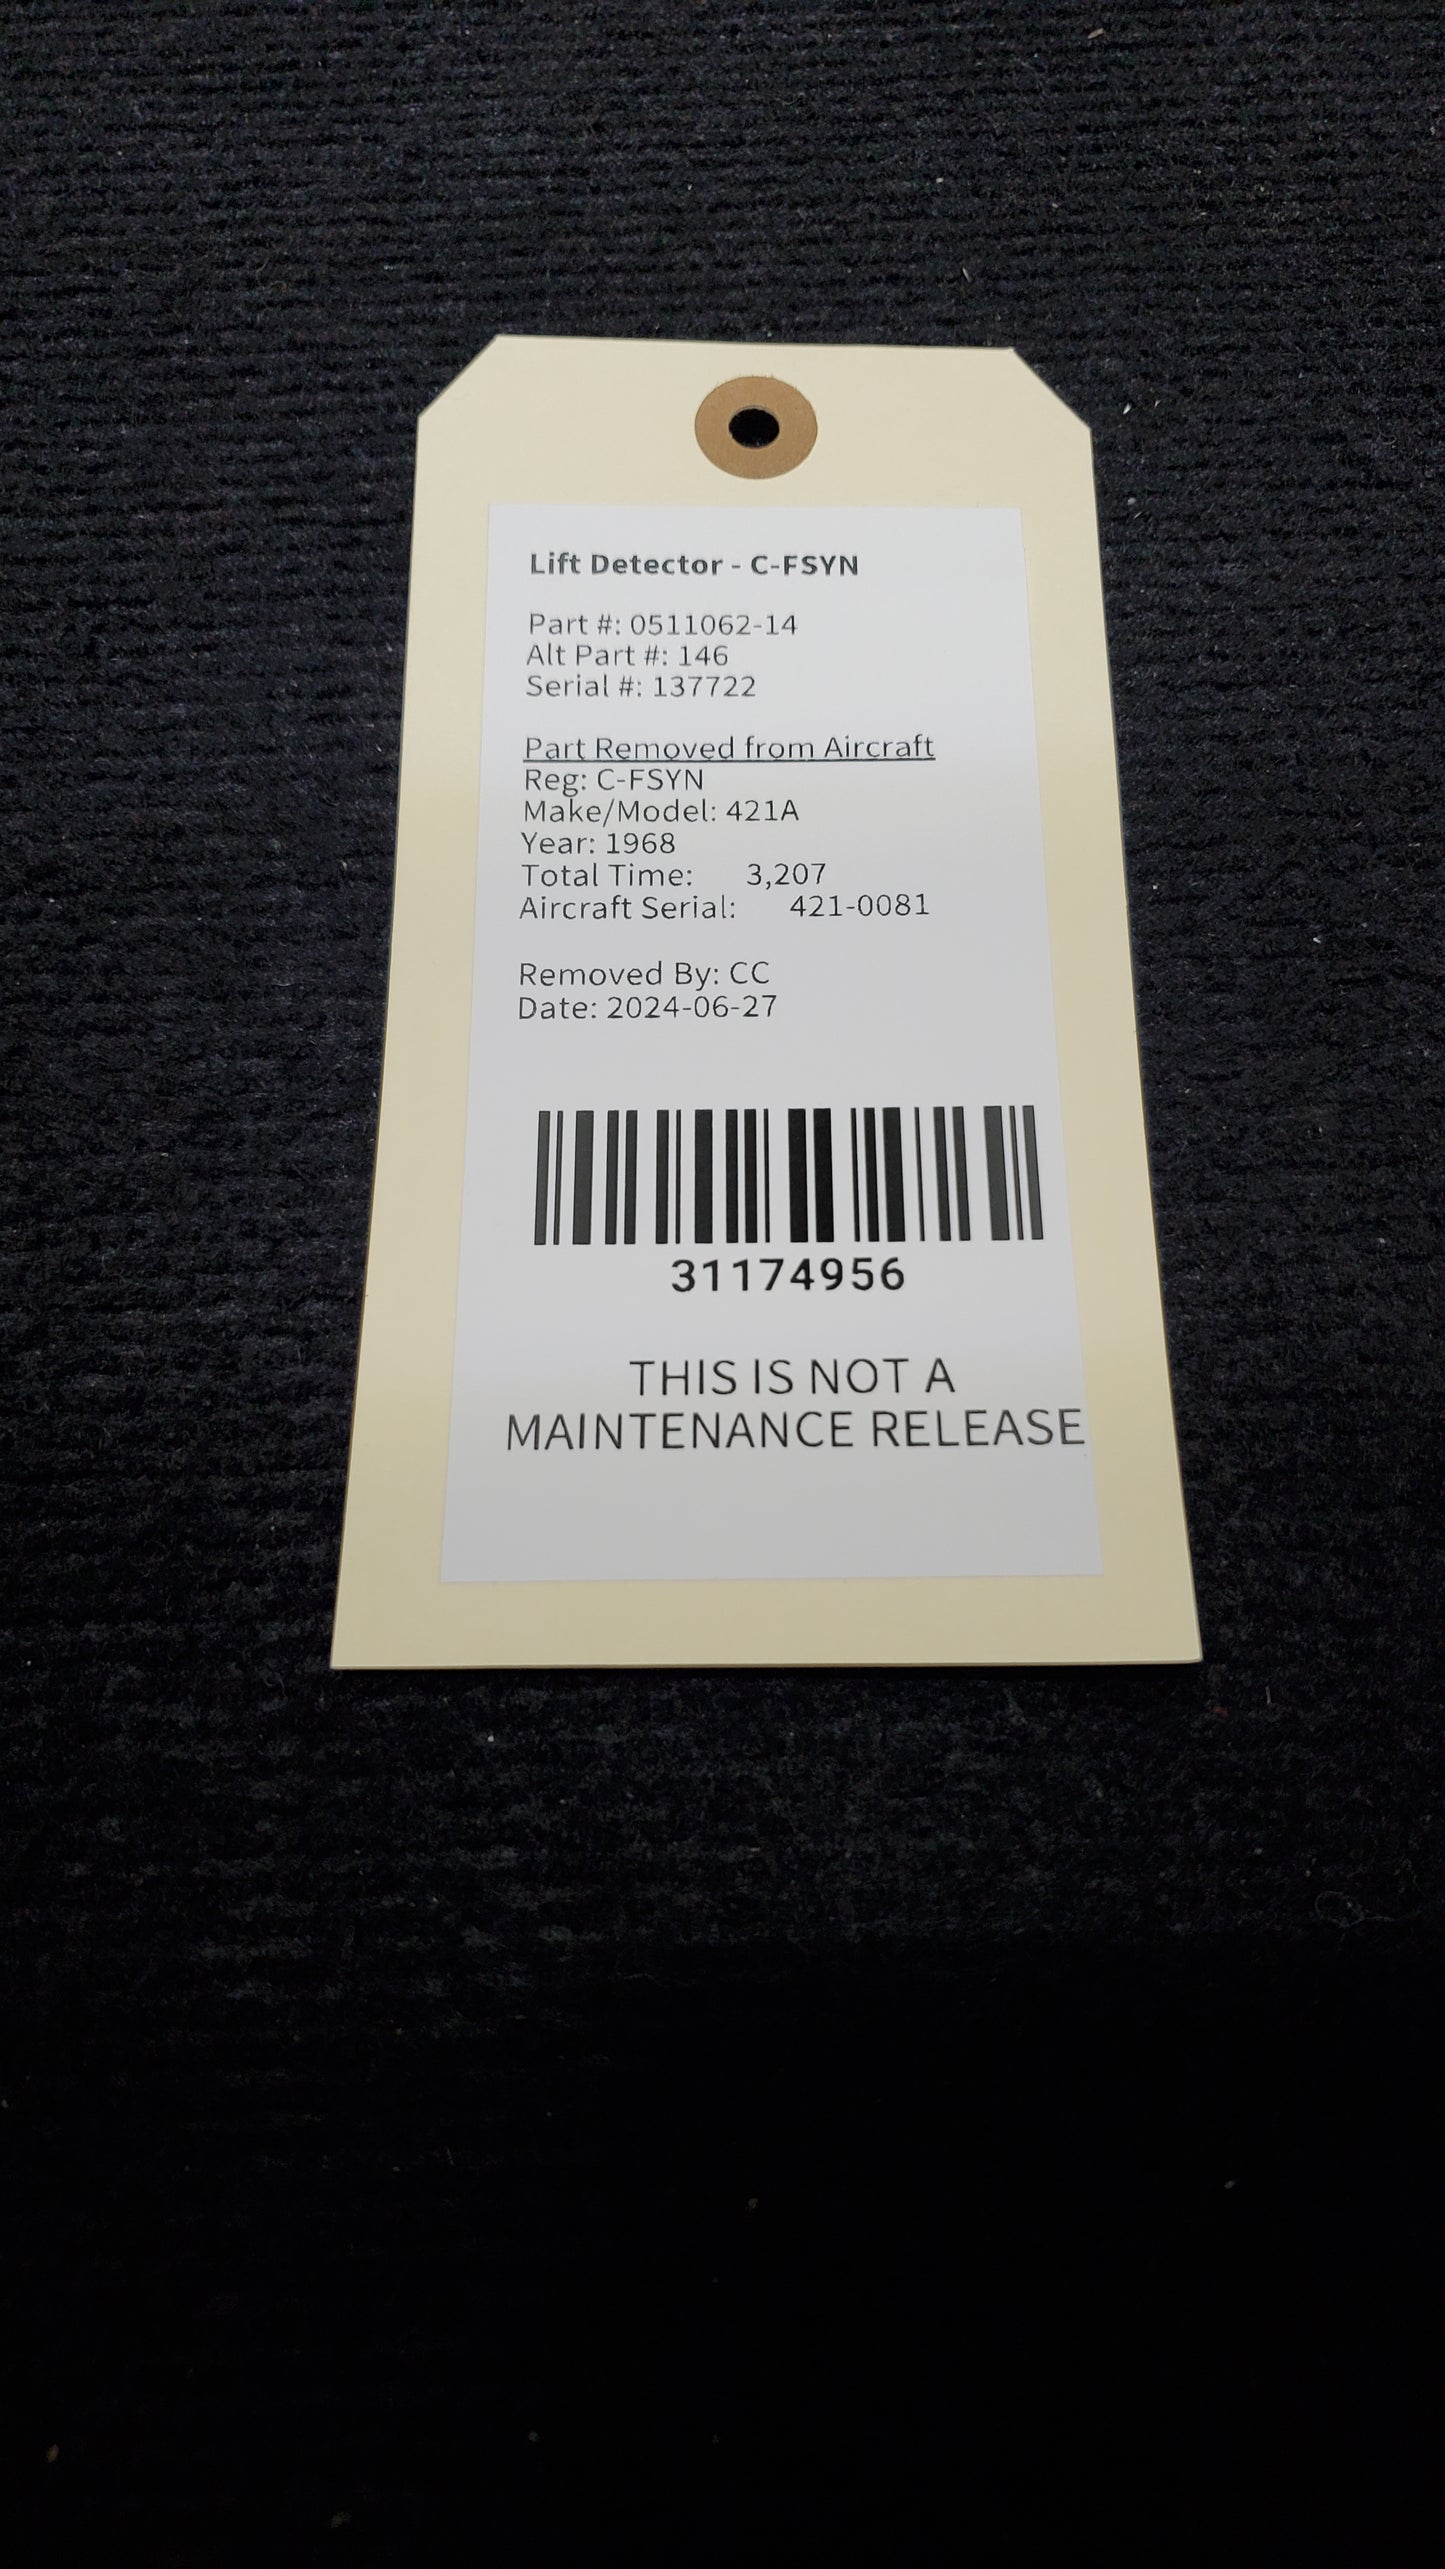 Lift Detector - C-FSYN
Part #: 0511062-14
Alt Part #: 146
Serial #: 137722
Part Removed from Aircraft
Reg: C-FSYN
Make/Model: 421A
Year: 1968
Total Time: 3,207
Aircraft Serial: 421-0081
Removed By: CC
Date: 2024-06-27
31174956
THIS IS NOT A
MAINTENANCE RELEASE